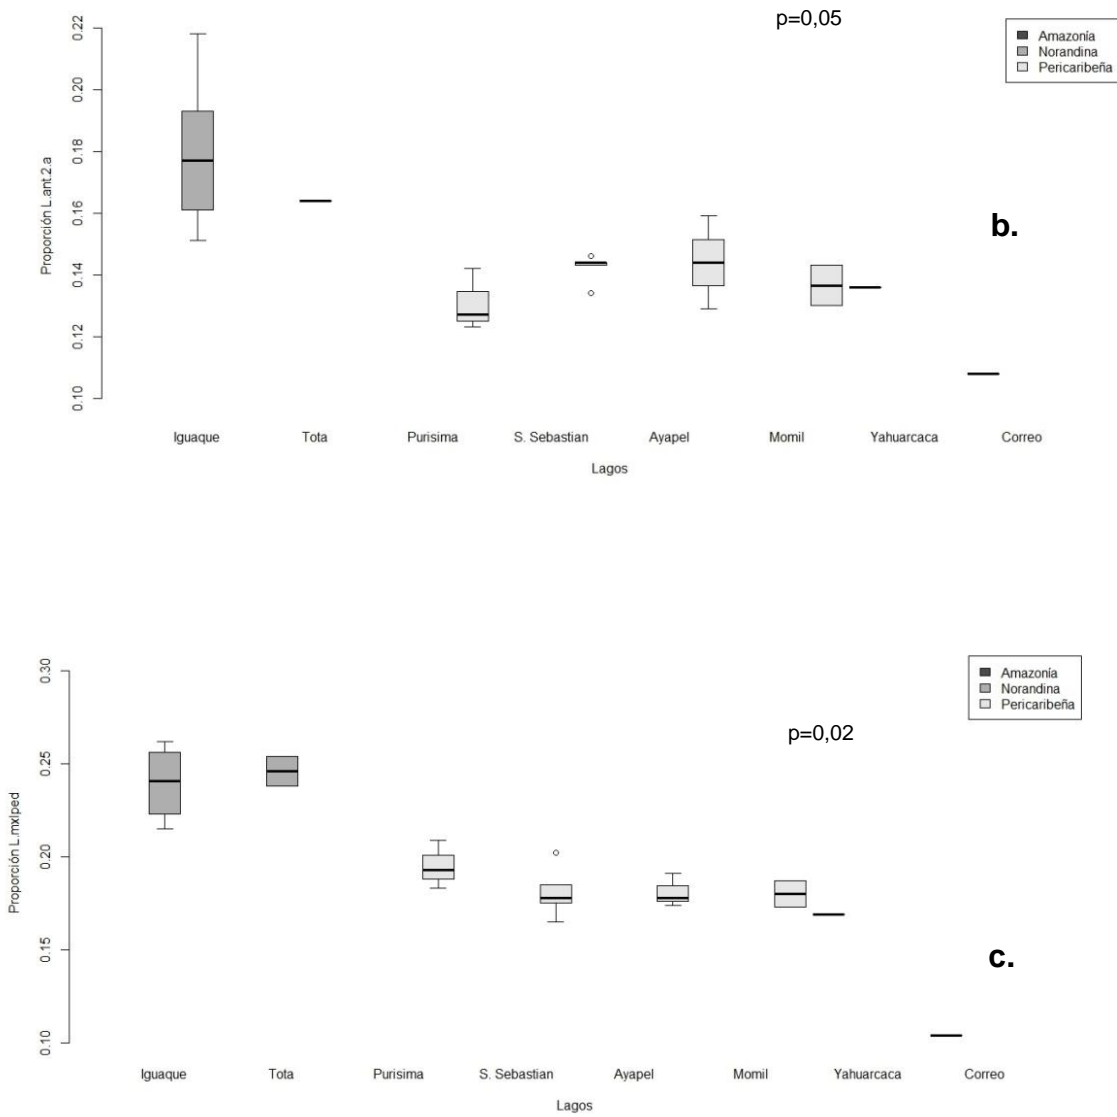 p=0,05
Amazonía
Norandina
Pericaribeña
0.22
0.20
0.18
0.16
0.14
0.12
0.10
Proporción L.ant.2.a
b.
Iguaque Tota Purisima S. Sebastian Ayapel Momil Yahuarcaca Correo
Lagos
Amazonía
Norandina
Pericaribeña
p=0,02
0.30
0.25
0.20
0.15
0.10
Proporción L.mxlped
c.
Iguaque Tota Purisima S. Sebastian Ayapel Momil Yahuarcaca Correo
Lagos